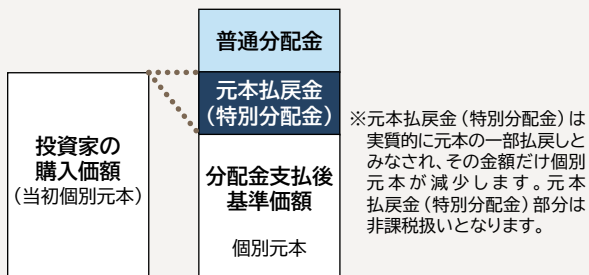 普通分配金
元本払戻金
(特別分配金)
投資家の
購入価額
(当初個別元本)
分配金支払後
基準価額
個別元本
※元本払戻金(特別分配金)は
実質的に元本の一部払戻しと
みなされ、その金額だけ個別
元本が減少します。元本
払戻金(特別分配金)部分は
非課税扱いとなります。